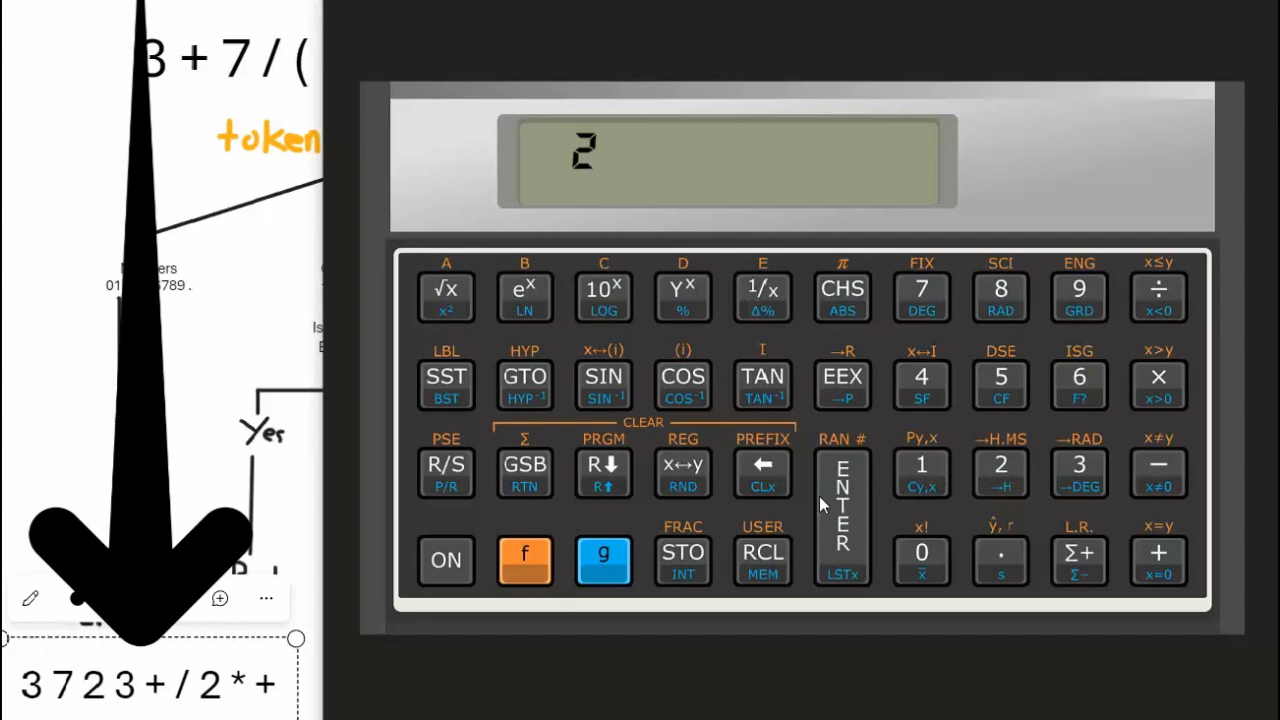 3 + 7 / (
token
2
01 789.
Yes
3 7 2 3 + / 2 * +
A B C D E π FIX SCI ENG x≤y
√x eˣ 10ˣ Yˣ 1/x CHS 7 8 9 ÷
x² LN LOG % Δ% ABS DEG RAD GRD x<0
LBL HYP x↔(i) (i) I →R x↔I DSE ISG x>y
SST GTO SIN COS TAN EEX 4 5 6 ×
BST HYP⁻¹ SIN⁻¹ COS⁻¹ TAN⁻¹ →P SF CF F? x>0
CLEAR
PSE Σ PRGM REG PREFIX RAN # Py,x →H.MS →RAD x≠y
R/S GSB R⬇ x↔y ⬅ ENTER 1 2 3 −
P/R RTN R⬆ RND CLx Cy,x →H →DEG x≠0
FRAC USER x! ŷ, r L.R. x=y
ON f g STO RCL 0 . Σ+ +
INT MEM LSTx x̄ s Σ− x=0